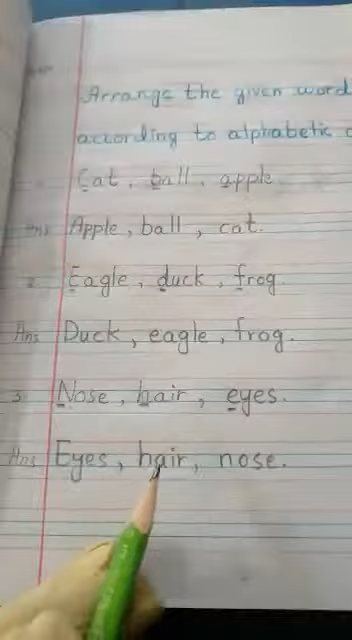 Arrange the given word
according to alphabetic
Cat, ball, apple.
Ans Apple, ball, cat.
2. Eagle, duck, frog.
Ans Duck, eagle, frog.
3. Nose, hair, eyes.
Ans Eyes, hair, nose.